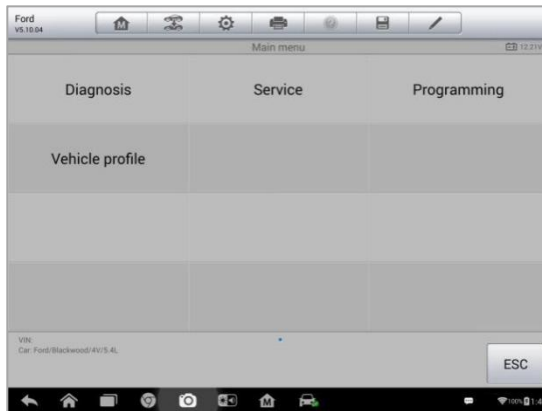 Ford
V5.10.04
Main menu
12.21V
Diagnosis
Service
Programming
Vehicle profile
VIN:
Car: Ford/Blackwood/4V/5.4L
ESC
100%